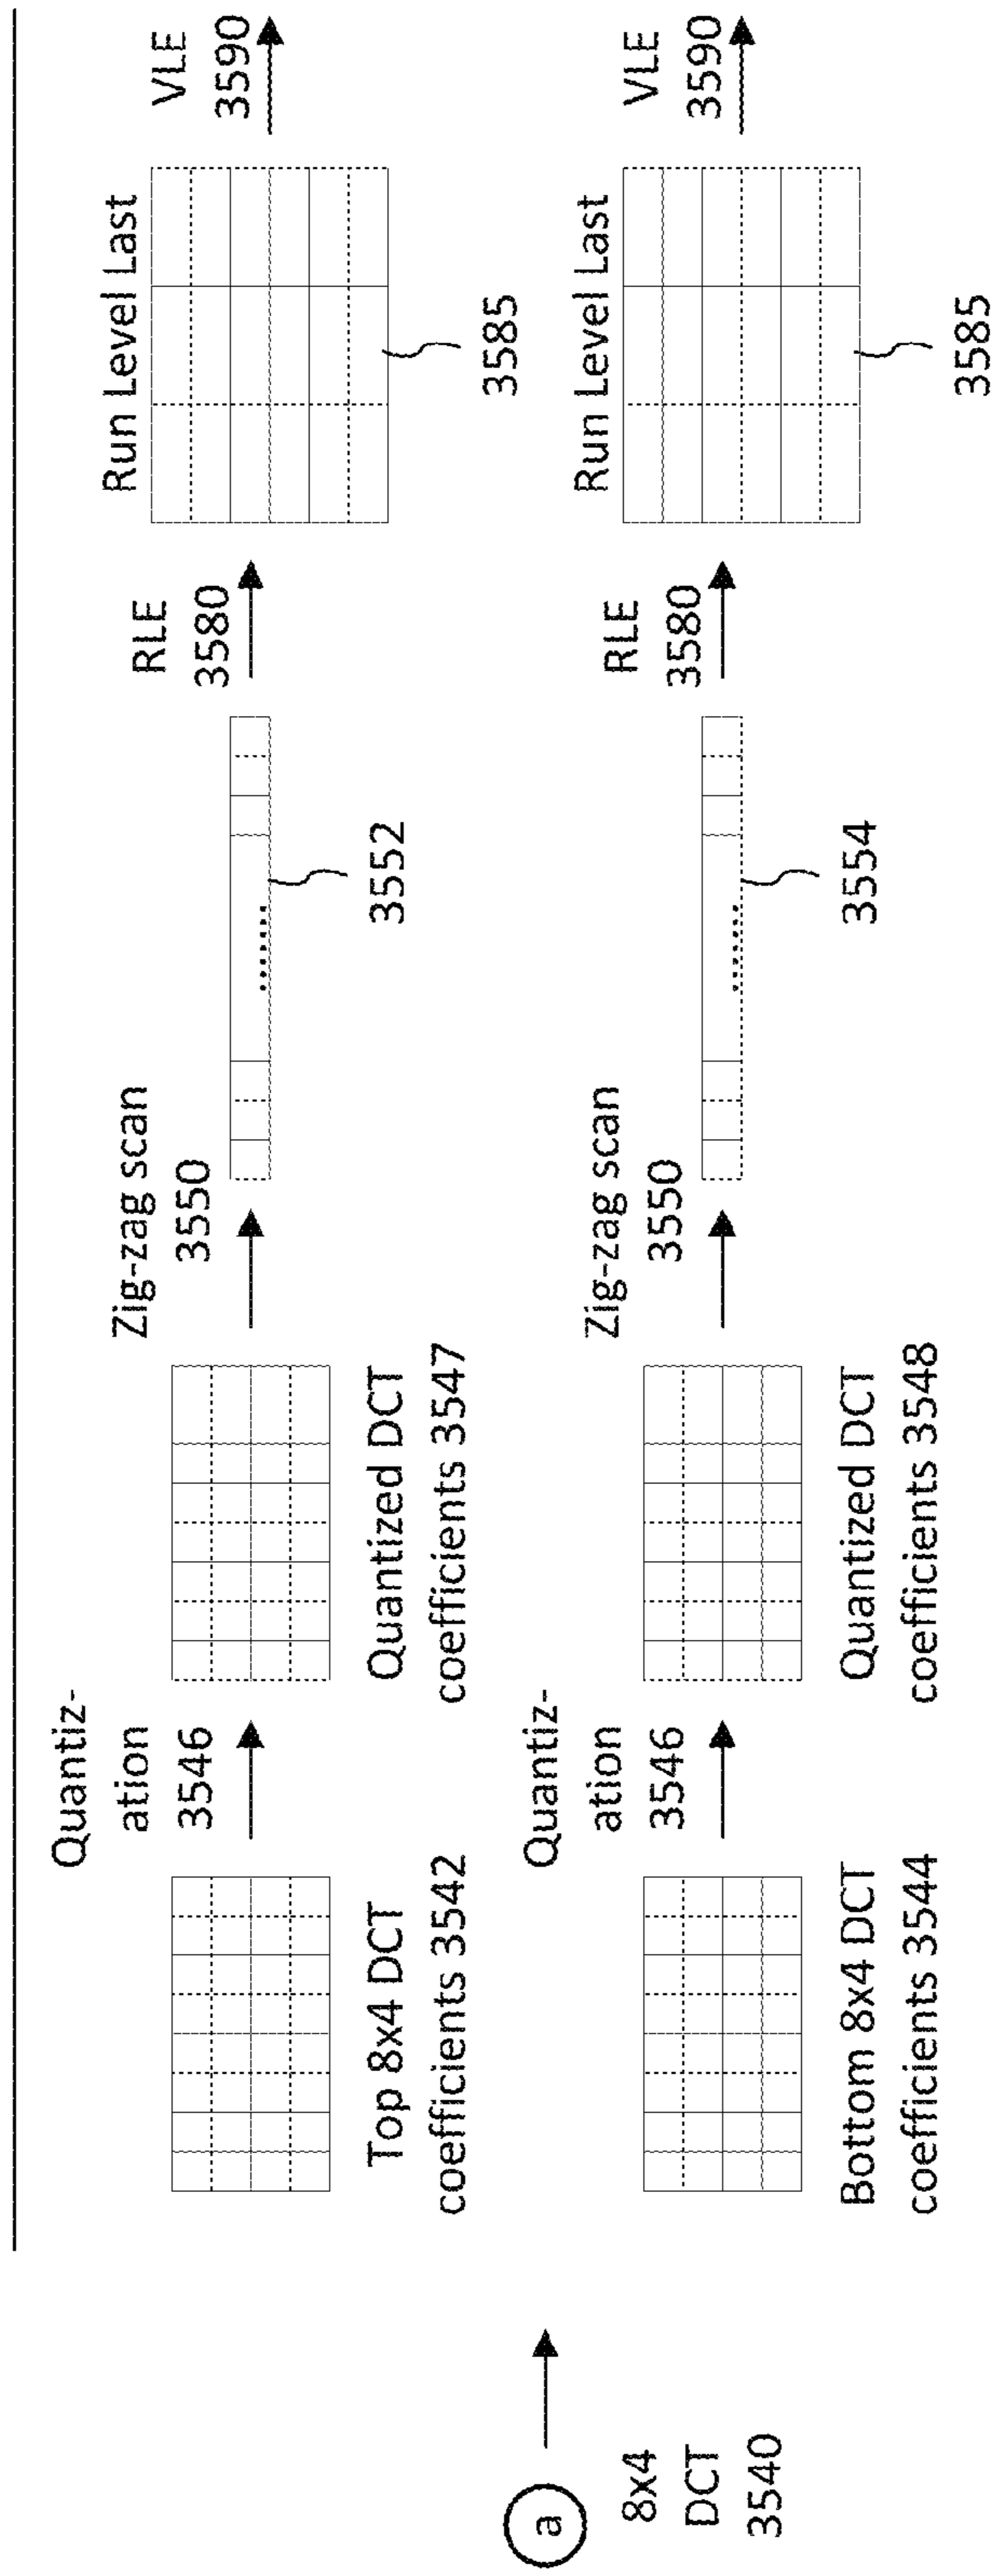 a
8x4
DCT
3540
Quantiz-
ation
3546
Top 8x4 DCT
coefficients 3542
Quantized DCT
coefficients 3547
Zig-zag scan
3550
3552
RLE
3580
Run Level Last
3585
VLE
3590
Quantiz-
ation
3546
Bottom 8x4 DCT
coefficients 3544
Quantized DCT
coefficients 3548
Zig-zag scan
3550
3554
RLE
3580
Run Level Last
3585
VLE
3590